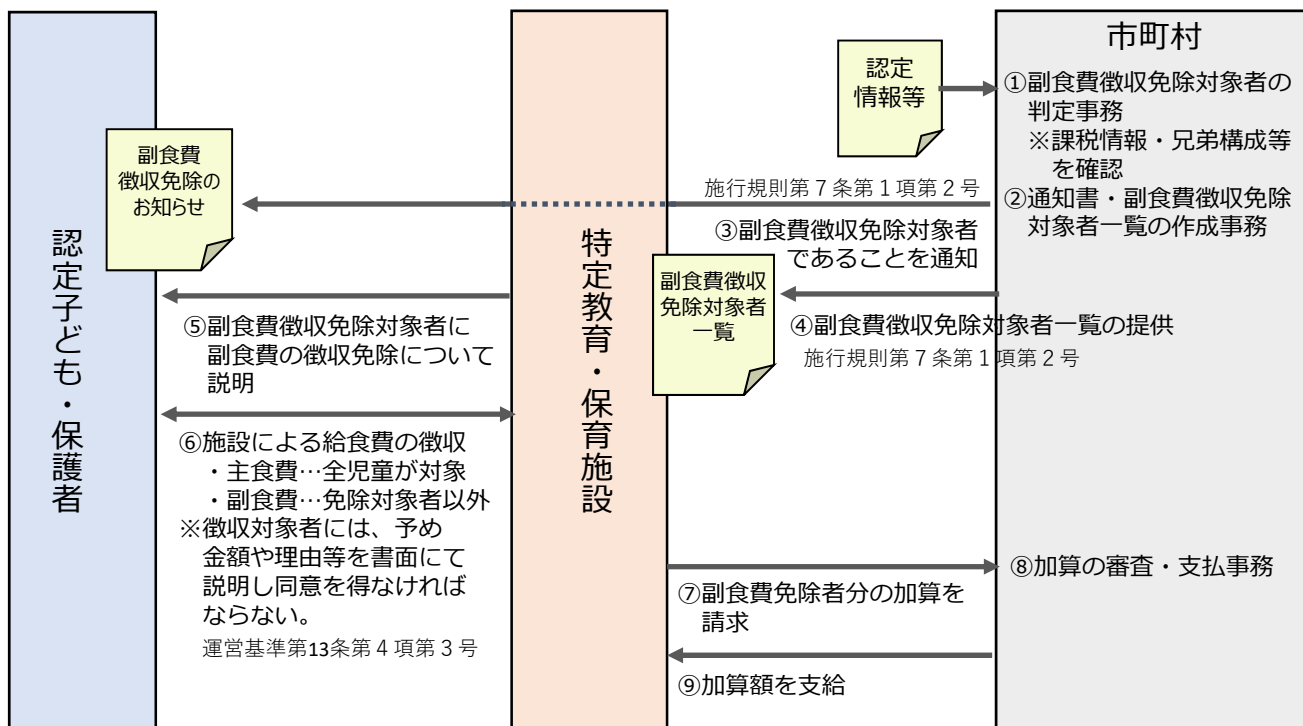 市町村
認定
情報等
①副食費徴収免除対象者の
判定事務
※課税情報・兄弟構成等
を確認
②通知書・副食費徴収免除
対象者一覧の作成事務
副食費
徴収免除の
お知らせ
施行規則第７条第１項第２号
③副食費徴収免除対象者
であることを通知
認定子ども・保護者
特定教育・保育施設
副食費徴収
免除対象者
一覧
④副食費徴収免除対象者一覧の提供
施行規則第７条第１項第２号
⑤副食費徴収免除対象者に
副食費の徴収免除について
説明
⑥施設による給食費の徴収
・主食費…全児童が対象
・副食費…免除対象者以外
※徴収対象者には、予め
金額や理由等を書面にて
説明し同意を得なければ
ならない。
運営基準第13条第４項第３号
⑦副食費免除者分の加算を
請求
⑧加算の審査・支払事務
⑨加算額を支給